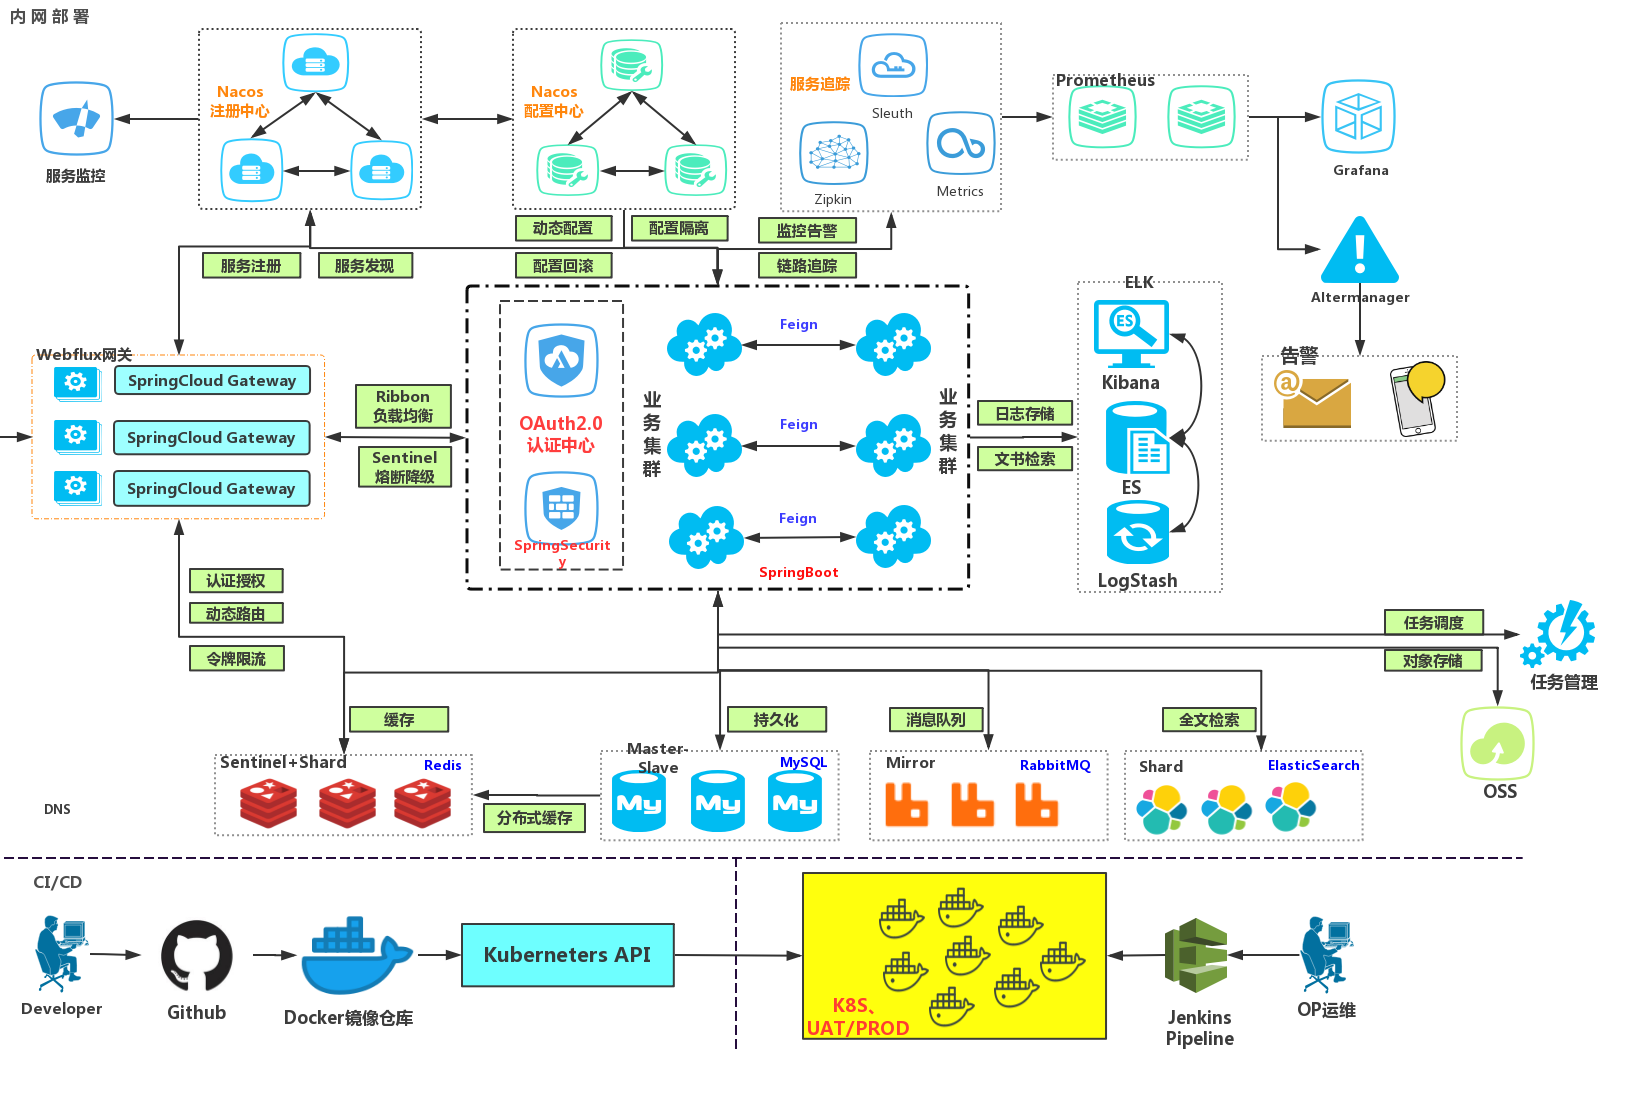 内网部署
Nacos
注册中心
服务监控
Nacos
配置中心
服务追踪
Sleuth
Zipkin
Metrics
Prometheus
Grafana
动态配置
配置隔离
监控告警
服务注册
服务发现
配置回滚
链路追踪
Altermanager
告警
@
Webflux网关
SpringCloud Gateway
SpringCloud Gateway
SpringCloud Gateway
Ribbon
负载均衡
Sentinel
熔断降级
OAuth2.0
认证中心
SpringSecurit
y
业务集群
Feign
Feign
Feign
业务集群
SpringBoot
日志存储
文书检索
ELK
ES
Kibana
ES
LogStash
认证授权
动态路由
令牌限流
任务调度
对象存储
任务管理
OSS
缓存
持久化
消息队列
全文检索
Sentinel+Shard
Redis
Master-
Slave
MySQL
My
My
My
分布式缓存
Mirror
RabbitMQ
Shard
ElasticSearch
DNS
CI/CD
Developer
Github
Docker镜像仓库
Kuberneters API
K8S、
UAT/PROD
Jenkins
Pipeline
OP运维